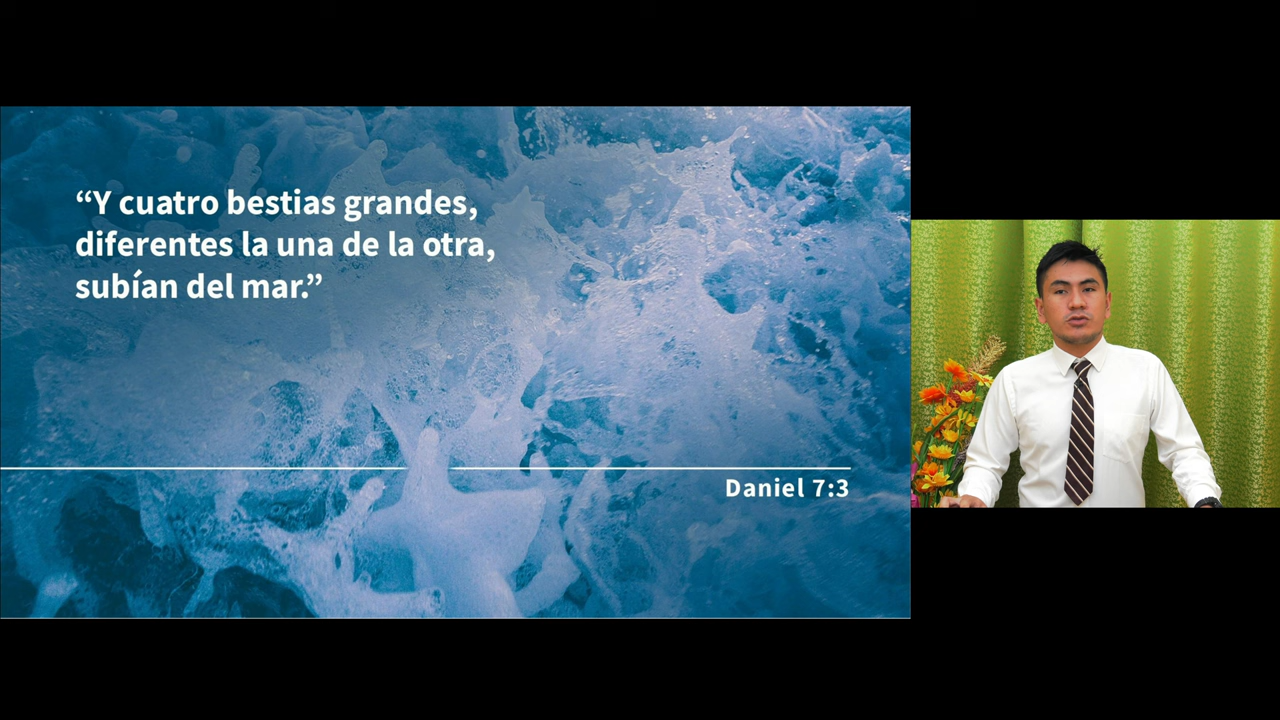 “Y cuatro bestias grandes,
diferentes la una de la otra,
subían del mar.”
Daniel 7:3